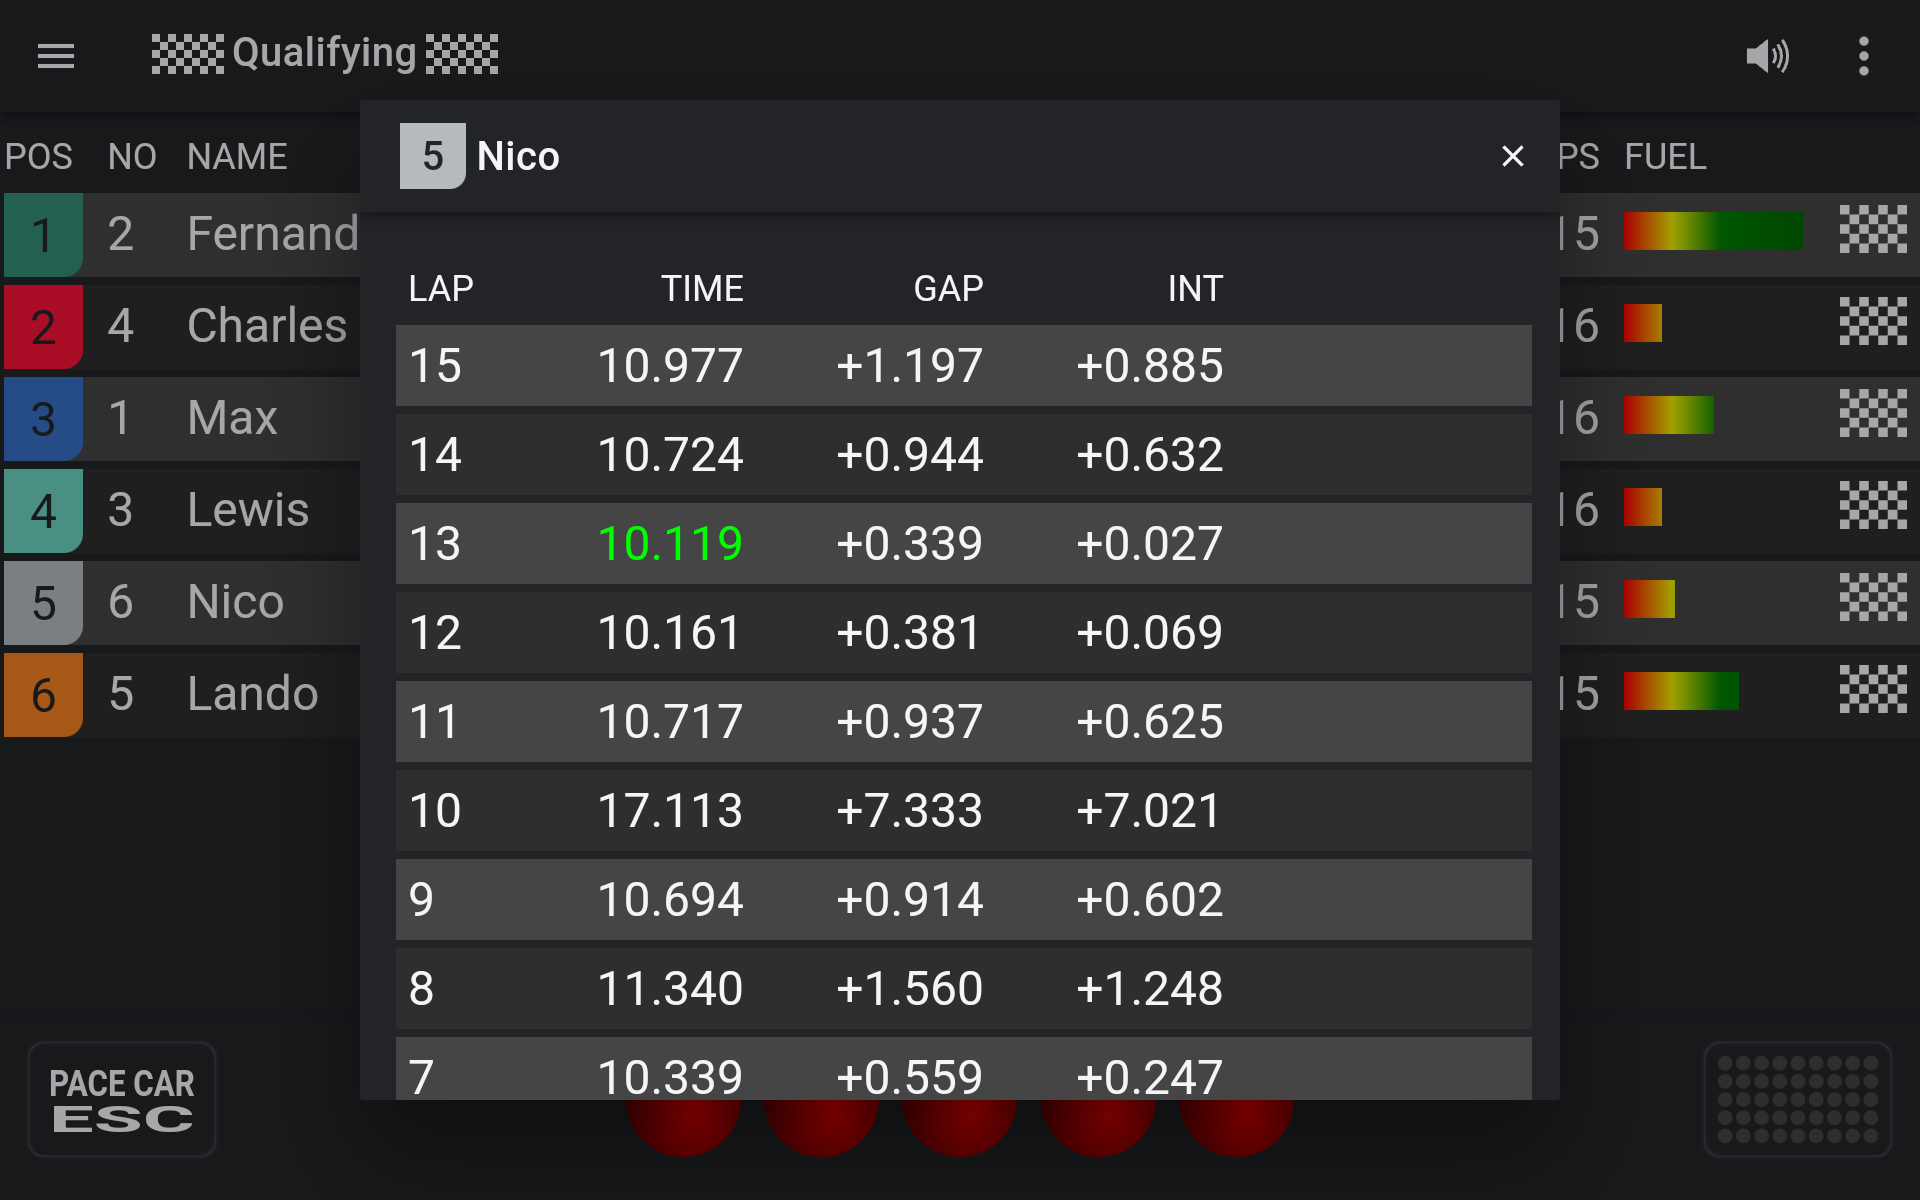 Qualifying
5 Nico ×
POS NO NAME PS FUEL
1 2 Fernand 15
2 4 Charles 16
3 1 Max 16
4 3 Lewis 16
5 6 Nico 15
6 5 Lando 15
LAP TIME GAP INT
15 10.977 +1.197 +0.885
14 10.724 +0.944 +0.632
13 10.119 +0.339 +0.027
12 10.161 +0.381 +0.069
11 10.717 +0.937 +0.625
10 17.113 +7.333 +7.021
9 10.694 +0.914 +0.602
8 11.340 +1.560 +1.248
7 10.339 +0.559 +0.247
PACE CAR
ESC